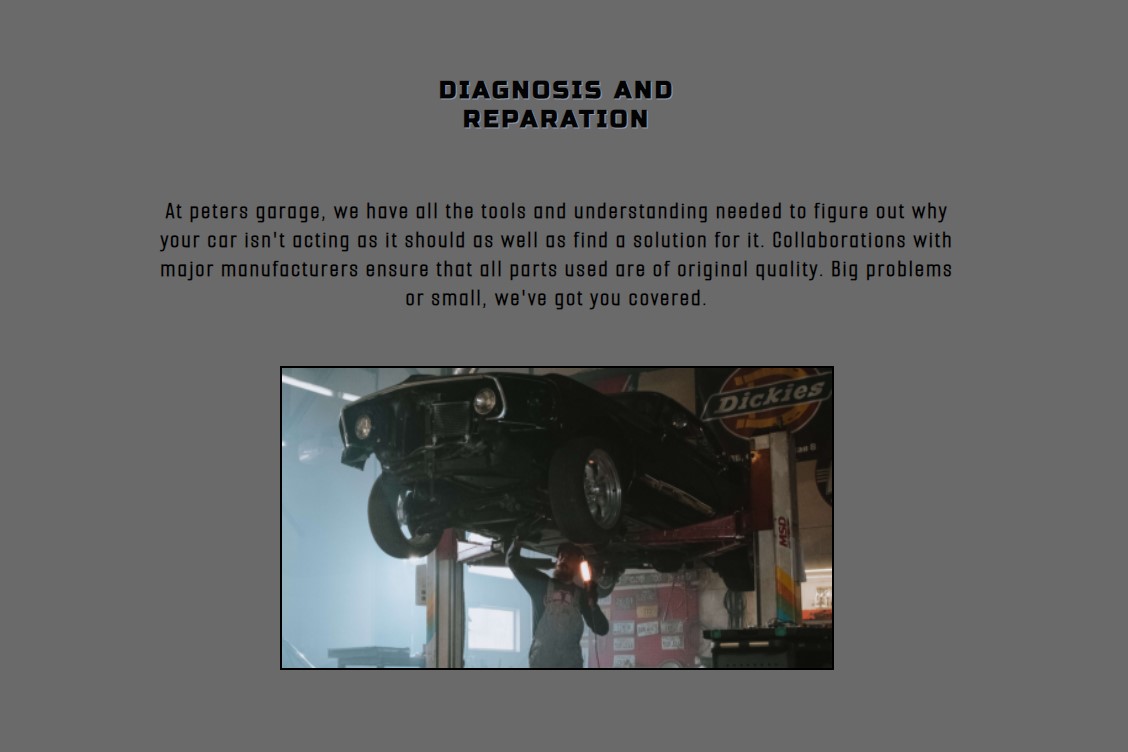 DIAGNOSIS AND
REPARATION
At peters garage, we have all the tools and understanding needed to figure out why
your car isn't acting as it should as well as find a solution for it. Collaborations with
major manufacturers ensure that all parts used are of original quality. Big problems
or small, we've got you covered.
Dickies
MSD